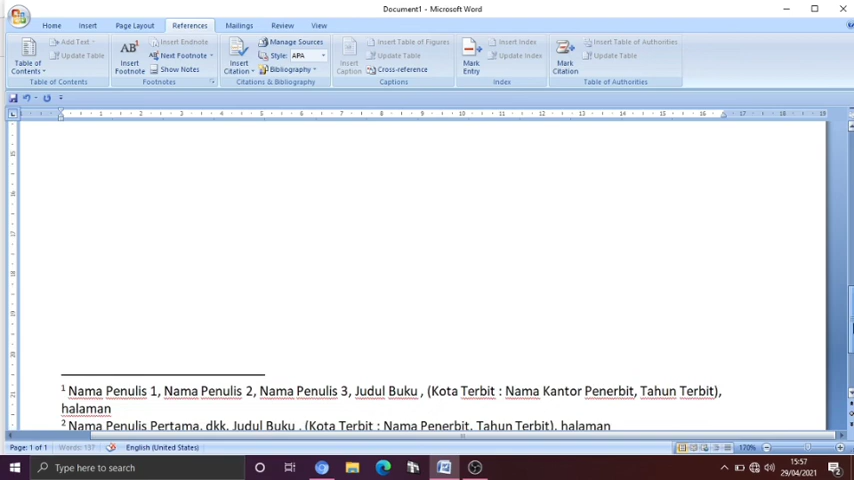 Document1 - Microsoft Word
Home Insert Page Layout References Mailings Review View
Table of Contents
Add Text
Update Table
Table of Contents
AB1
Insert Footnote
Insert Endnote
Next Footnote
Show Notes
Footnotes
Insert Citation
Manage Sources
Style: APA
Bibliography
Citations & Bibliography
Insert Caption
Insert Table of Figures
Update Table
Cross-reference
Captions
Mark Entry
Insert Index
Update Index
Index
Mark Citation
Insert Table of Authorities
Update Table
Table of Authorities
1 Nama Penulis 1, Nama Penulis 2, Nama Penulis 3, Judul Buku , (Kota Terbit : Nama Kantor Penerbit, Tahun Terbit),
halaman
2 Nama Penulis Pertama, dkk, Judul Buku , (Kota Terbit : Nama Penerbit, Tahun Terbit), halaman
Page: 1 of 1 Words: 137 English (United States) 170%
Type here to search
15:57
29/04/2021